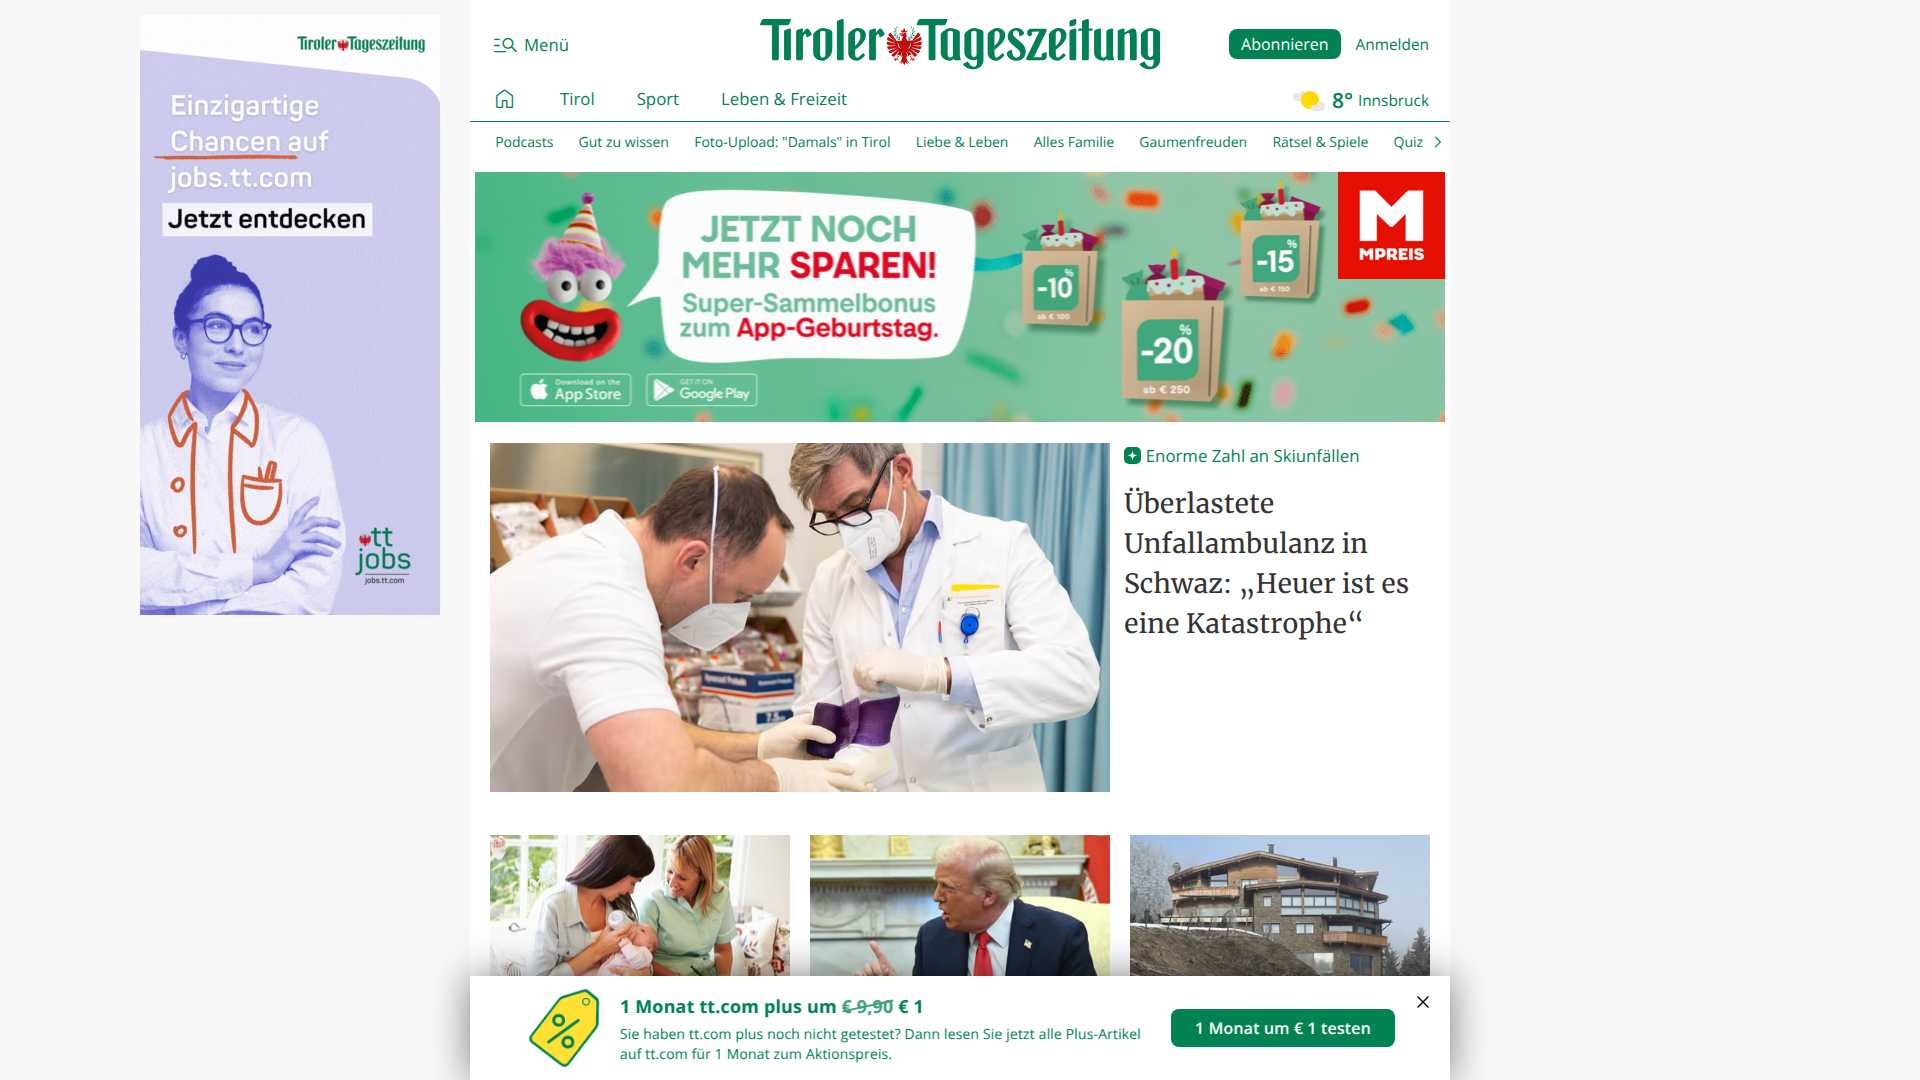 Tiroler Tageszeitung
Einzigartige
Chancen auf
jobs.tt.com
Jetzt entdecken
tt
jobs
jobs.tt.com
Menü
Tiroler Tageszeitung
Abonnieren
Anmelden
Tirol
Sport
Leben & Freizeit
8° Innsbruck
Podcasts
Gut zu wissen
Foto-Upload: "Damals" in Tirol
Liebe & Leben
Alles Familie
Gaumenfreuden
Rätsel & Spiele
Quiz
JETZT NOCH
MEHR SPAREN!
Super-Sammelbonus
zum App-Geburtstag.
Download on the
App Store
GET IT ON
Google Play
-10%
ab € 100
-20%
ab € 250
-15%
ab € 150
M
MPREIS
Enorme Zahl an Skiunfällen
Überlastete
Unfallambulanz in
Schwaz: „Heuer ist es
eine Katastrophe“
1 Monat tt.com plus um € 9,90 € 1
Sie haben tt.com plus noch nicht getestet? Dann lesen Sie jetzt alle Plus-Artikel
auf tt.com für 1 Monat zum Aktionspreis.
1 Monat um € 1 testen